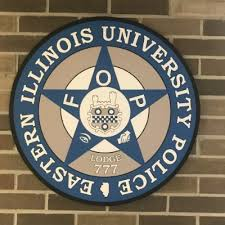 EASTERN ILLINOIS UNIVERSITY POLICE
F O P
LODGE
777